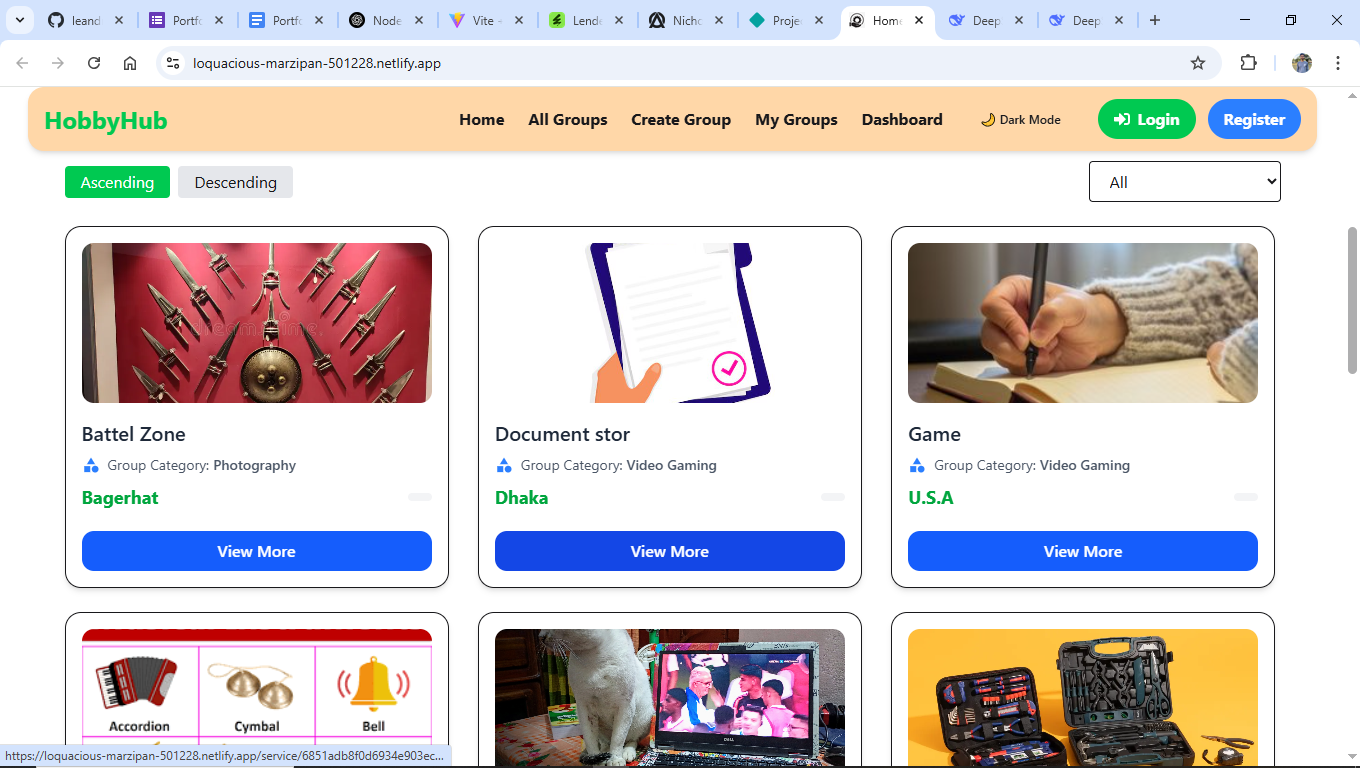 leand
Portfo
Portfo
Node
Vite -
Lende
Nicho
Projec
Home
Deep
Deep
loquacious-marzipan-501228.netlify.app
HobbyHub
Home
All Groups
Create Group
My Groups
Dashboard
🌙 Dark Mode
Login
Register
Ascending
Descending
All
dreamstime.
Battel Zone
Group Category: Photography
Bagerhat
View More
Document stor
Group Category: Video Gaming
Dhaka
View More
Game
Group Category: Video Gaming
U.S.A
View More
Accordion
Cymbal
Bell
DELL
https://loquacious-marzipan-501228.netlify.app/service/6851adb8f0d6934e903ec...